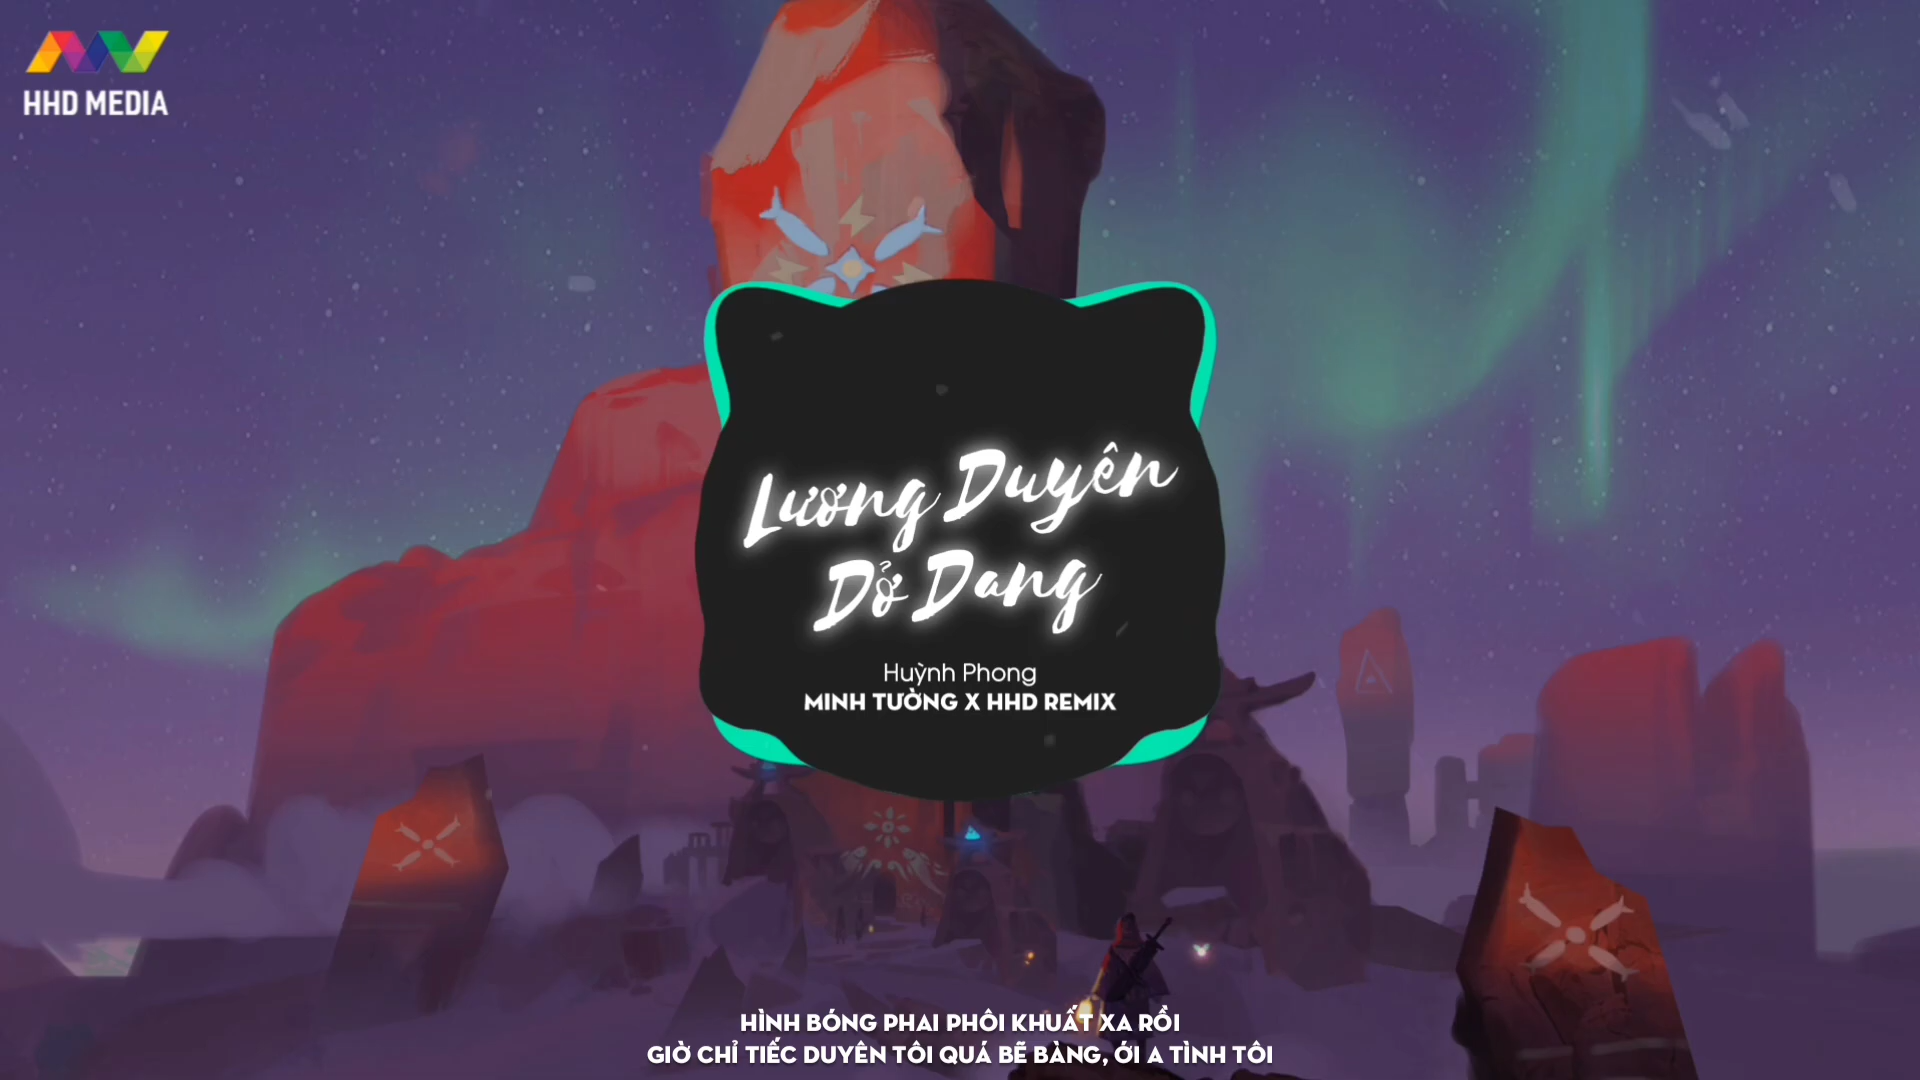 HHD MEDIA
Lương Duyên
Dở Dang
Huỳnh Phong
MINH TƯỜNG X HHD REMIX
HÌNH BÓNG PHAI PHÔI KHUẤT XA RỒI
GIỜ CHỈ TIẾC DUYÊN TÔI QUÁ BẼ BÀNG, ỚI A TÌNH TÔI